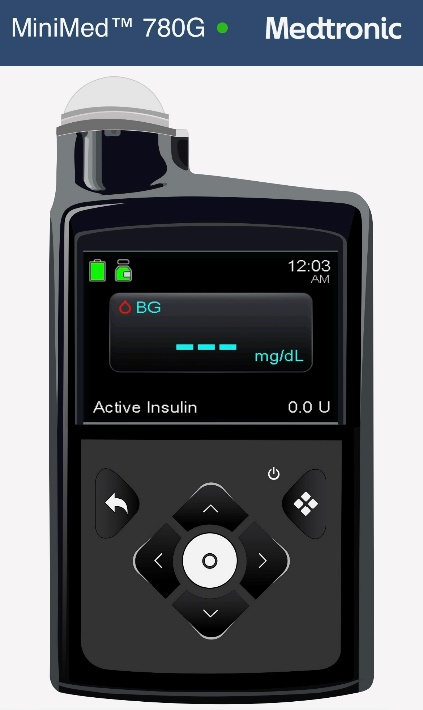 MiniMed™ 780G Medtronic
12:03
AM
BG
---
mg/dL
Active Insulin 0.0 U